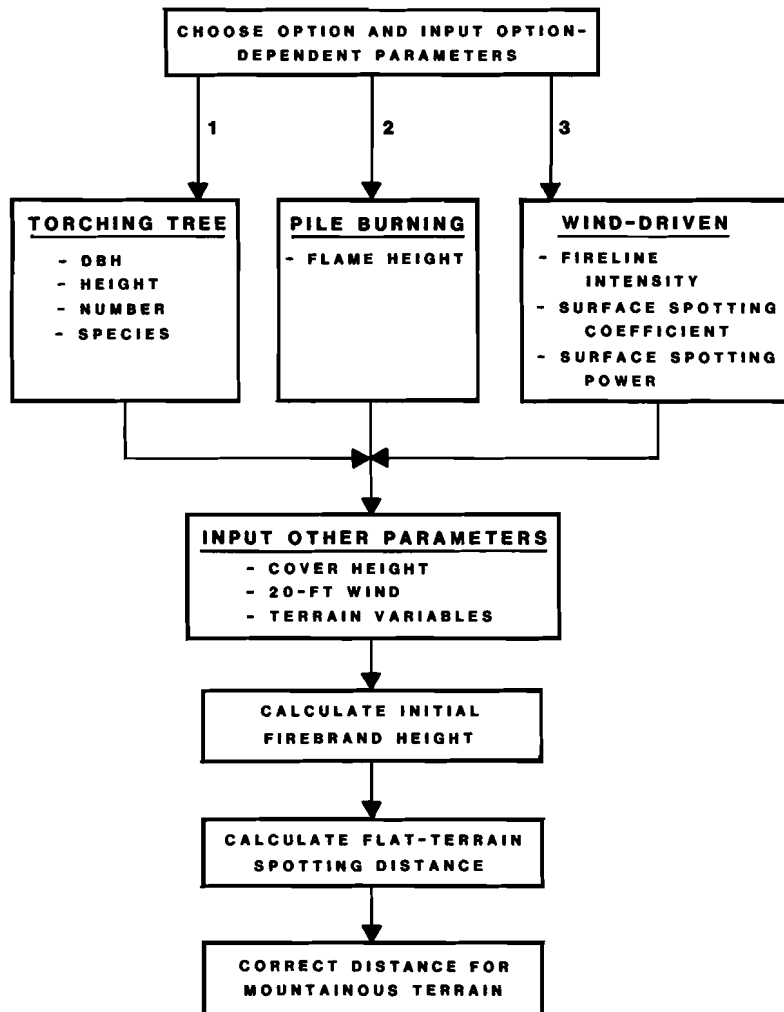 CHOOSE OPTION AND INPUT OPTION-
DEPENDENT PARAMETERS
1
2
3
TORCHING TREE
- DBH
- HEIGHT
- NUMBER
- SPECIES
PILE BURNING
- FLAME HEIGHT
WIND-DRIVEN
- FIRELINE
INTENSITY
- SURFACE SPOTTING
COEFFICIENT
- SURFACE SPOTTING
POWER
INPUT OTHER PARAMETERS
- COVER HEIGHT
- 20-FT WIND
- TERRAIN VARIABLES
CALCULATE INITIAL
FIREBRAND HEIGHT
CALCULATE FLAT-TERRAIN
SPOTTING DISTANCE
CORRECT DISTANCE FOR
MOUNTAINOUS TERRAIN